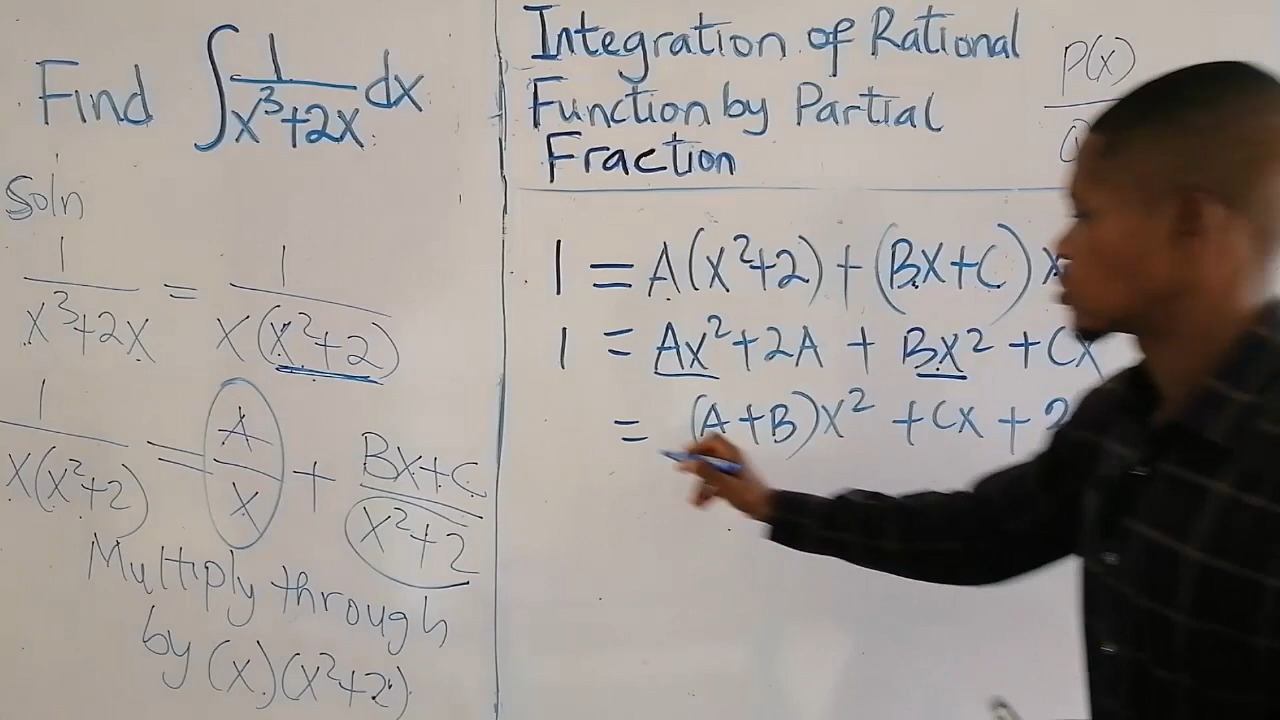 Find ∫ 1/(x³+2x) dx
Soln
1/(x³+2x) = 1/(x(x²+2))
1/(x(x²+2)) = A/x + (Bx+C)/(x²+2)
Multiply through
by (x)(x²+2)
Integration of Rational
Function by Partial
Fraction
P(x)
1 = A(x²+2) + (Bx+C)x
1 = Ax²+2A + Bx² + Cx
= (A+B)x² + Cx + 2